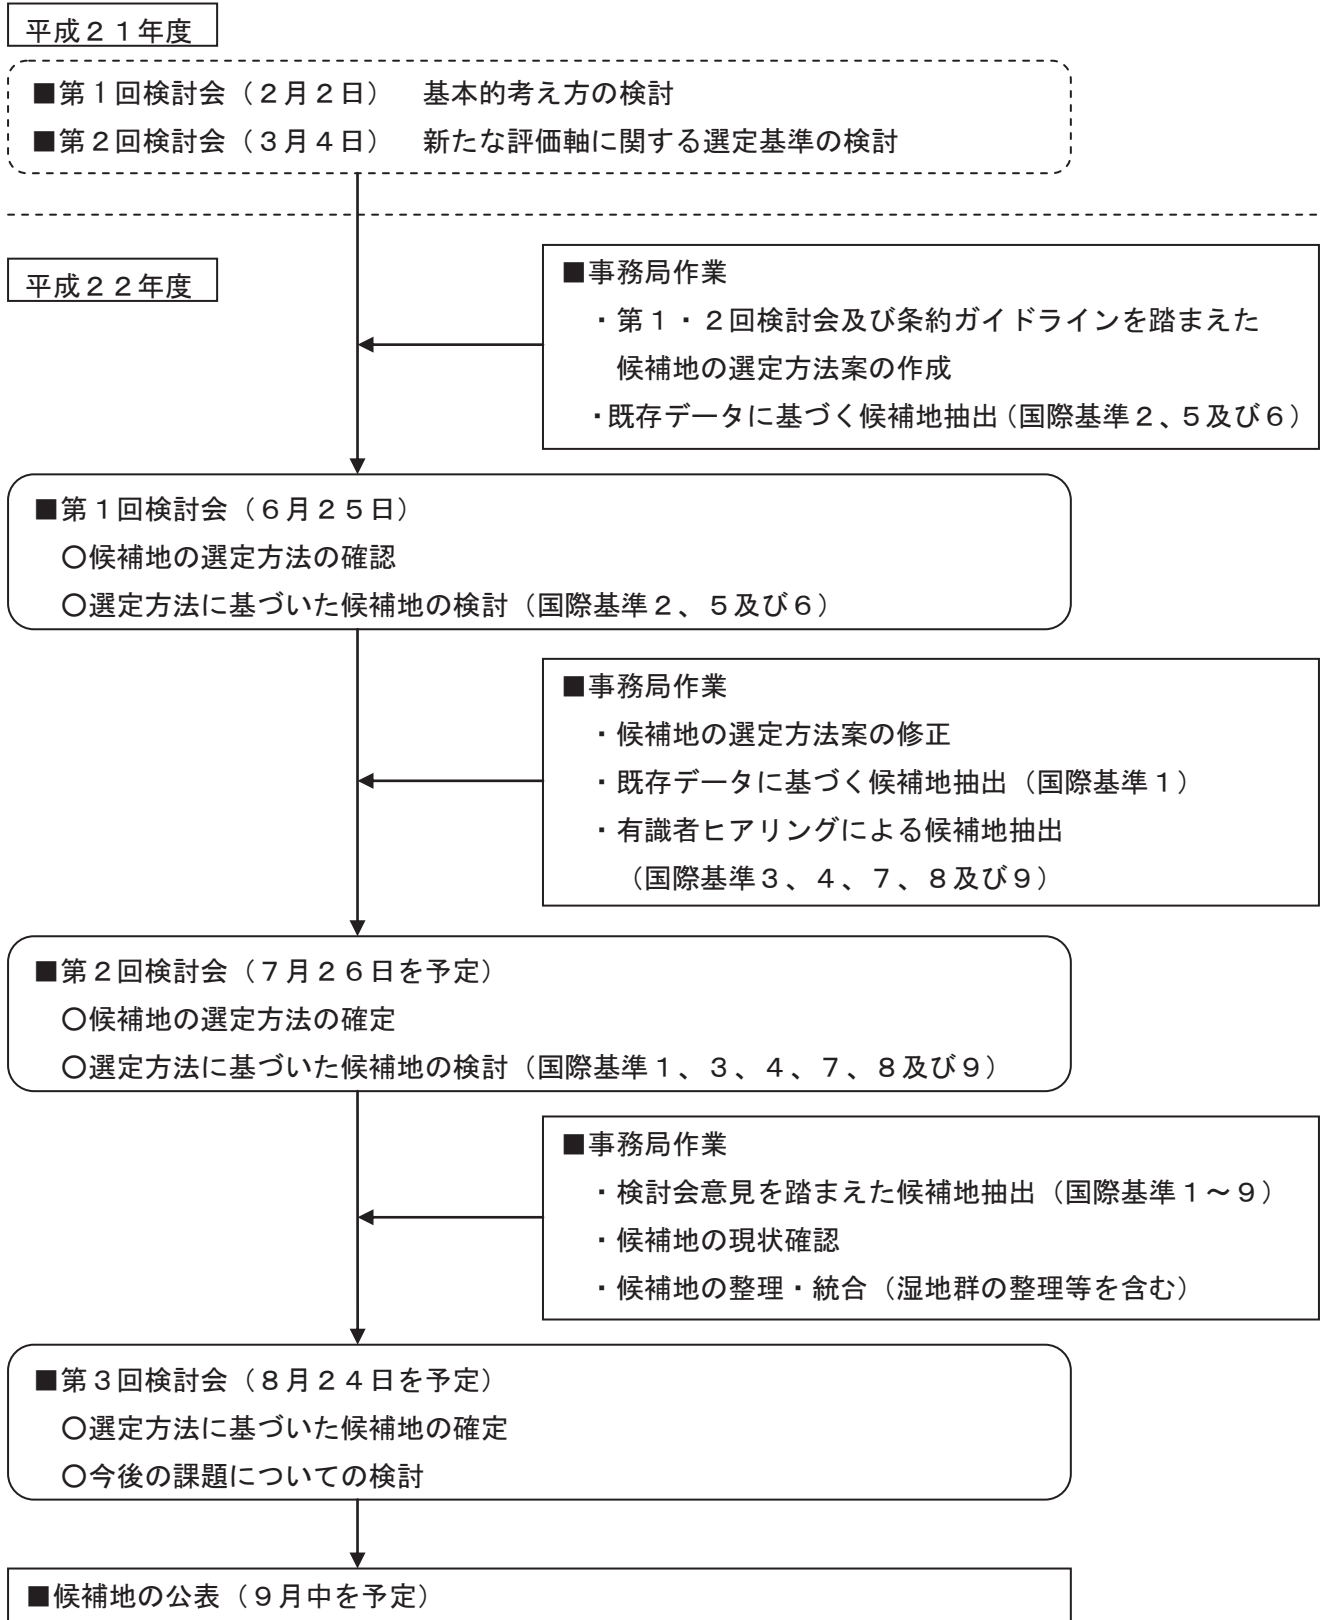 平成２１年度
■第１回検討会（２月２日）　基本的考え方の検討
■第２回検討会（３月４日）　新たな評価軸に関する選定基準の検討
平成２２年度
■事務局作業
・第１・２回検討会及び条約ガイドラインを踏まえた
候補地の選定方法案の作成
・既存データに基づく候補地抽出（国際基準２、５及び６）
■第１回検討会（６月２５日）
○候補地の選定方法の確認
○選定方法に基づいた候補地の検討（国際基準２、５及び６）
■事務局作業
・候補地の選定方法案の修正
・既存データに基づく候補地抽出（国際基準１）
・有識者ヒアリングによる候補地抽出
（国際基準３、４、７、８及び９）
■第２回検討会（７月２６日を予定）
○候補地の選定方法の確定
○選定方法に基づいた候補地の検討（国際基準１、３、４、７、８及び９）
■事務局作業
・検討会意見を踏まえた候補地抽出（国際基準１～９）
・候補地の現状確認
・候補地の整理・統合（湿地群の整理等を含む）
■第３回検討会（８月２４日を予定）
○選定方法に基づいた候補地の確定
○今後の課題についての検討
■候補地の公表（９月中を予定）